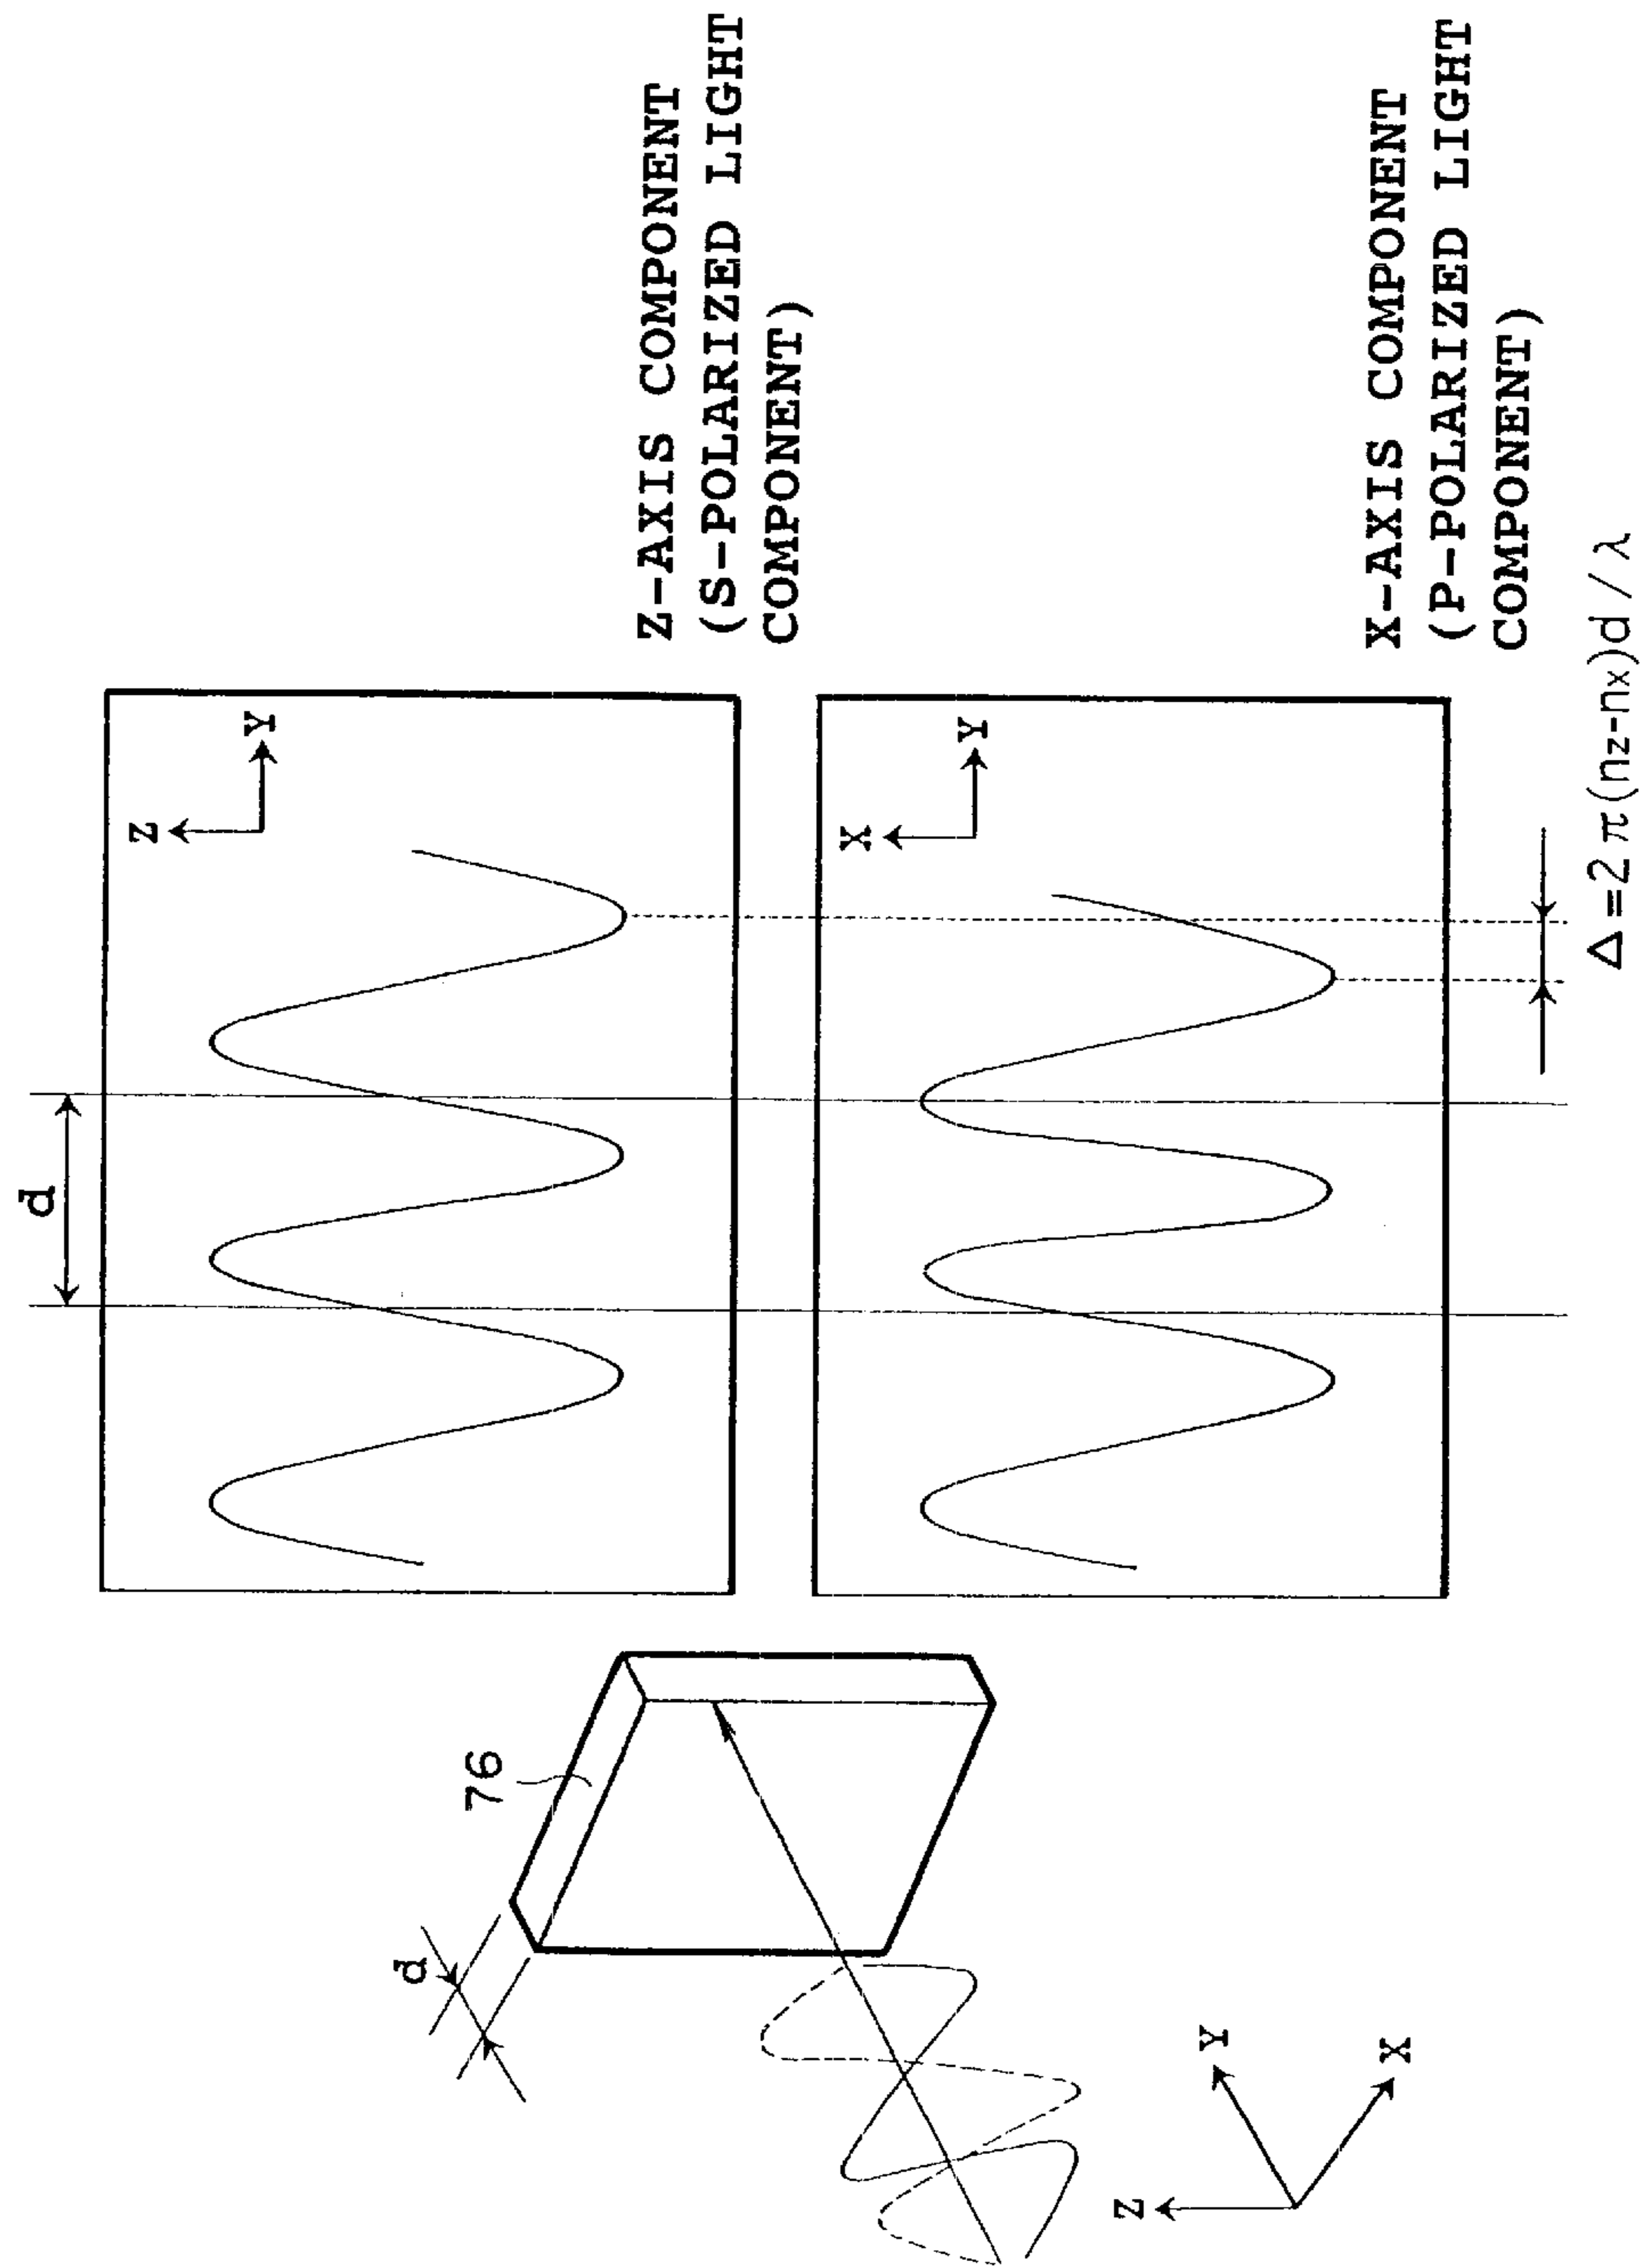 d
76
Z
Y
X
d
Z
Y
Z-AXIS COMPONENT
(S-POLARIZED LIGHT
COMPONENT)
X
Y
X-AXIS COMPONENT
(P-POLARIZED LIGHT
COMPONENT)
Δ=2π(nz-nx)d/λ